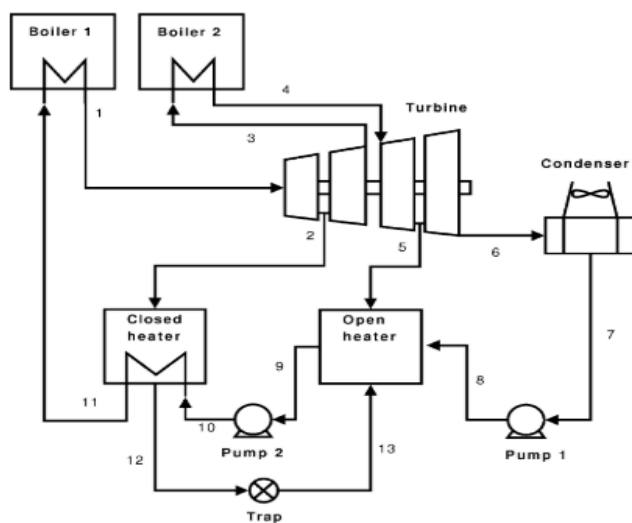 Boiler 1
Boiler 2
4
Turbine
1
3
Condenser
2
5
6
Closed
heater
Open
heater
7
9
8
11
10
13
12
Pump 2
Pump 1
Trap